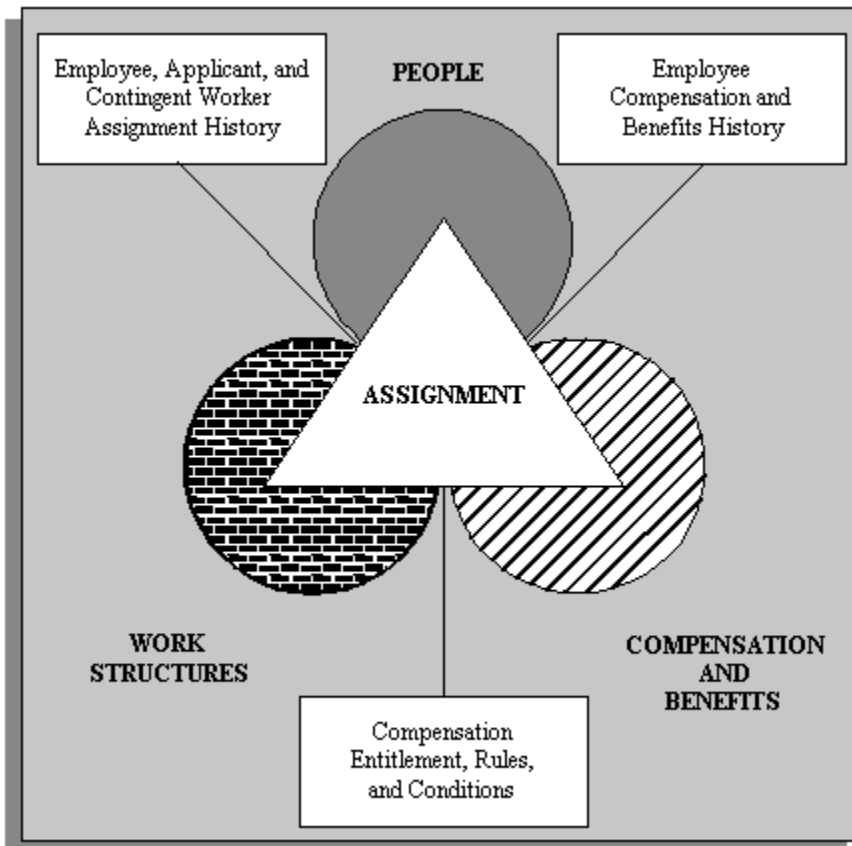 Employee, Applicant, and
Contingent Worker
Assignment History
PEOPLE
Employee
Compensation and
Benefits History
ASSIGNMENT
WORK
STRUCTURES
COMPENSATION
AND
BENEFITS
Compensation
Entitlement, Rules,
and Conditions